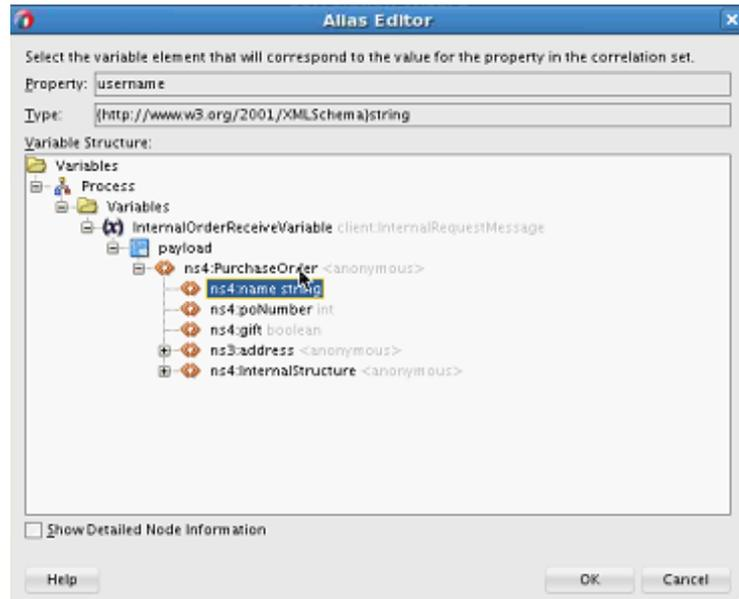 Alias Editor
Select the variable element that will correspond to the value for the property in the correlation set.
Property: username
Type: {http://www.w3.org/2001/XMLSchema}string
Variable Structure:
Variables
Process
Variables
InternalOrderReceiveVariable client:InternalRequestMessage
payload
ns4:PurchaseOrder <anonymous>
ns4:name string
ns4:poNumber int
ns4:gift boolean
ns3:address <anonymous>
ns4:InternalStructure <anonymous>
Show Detailed Node Information
Help OK Cancel